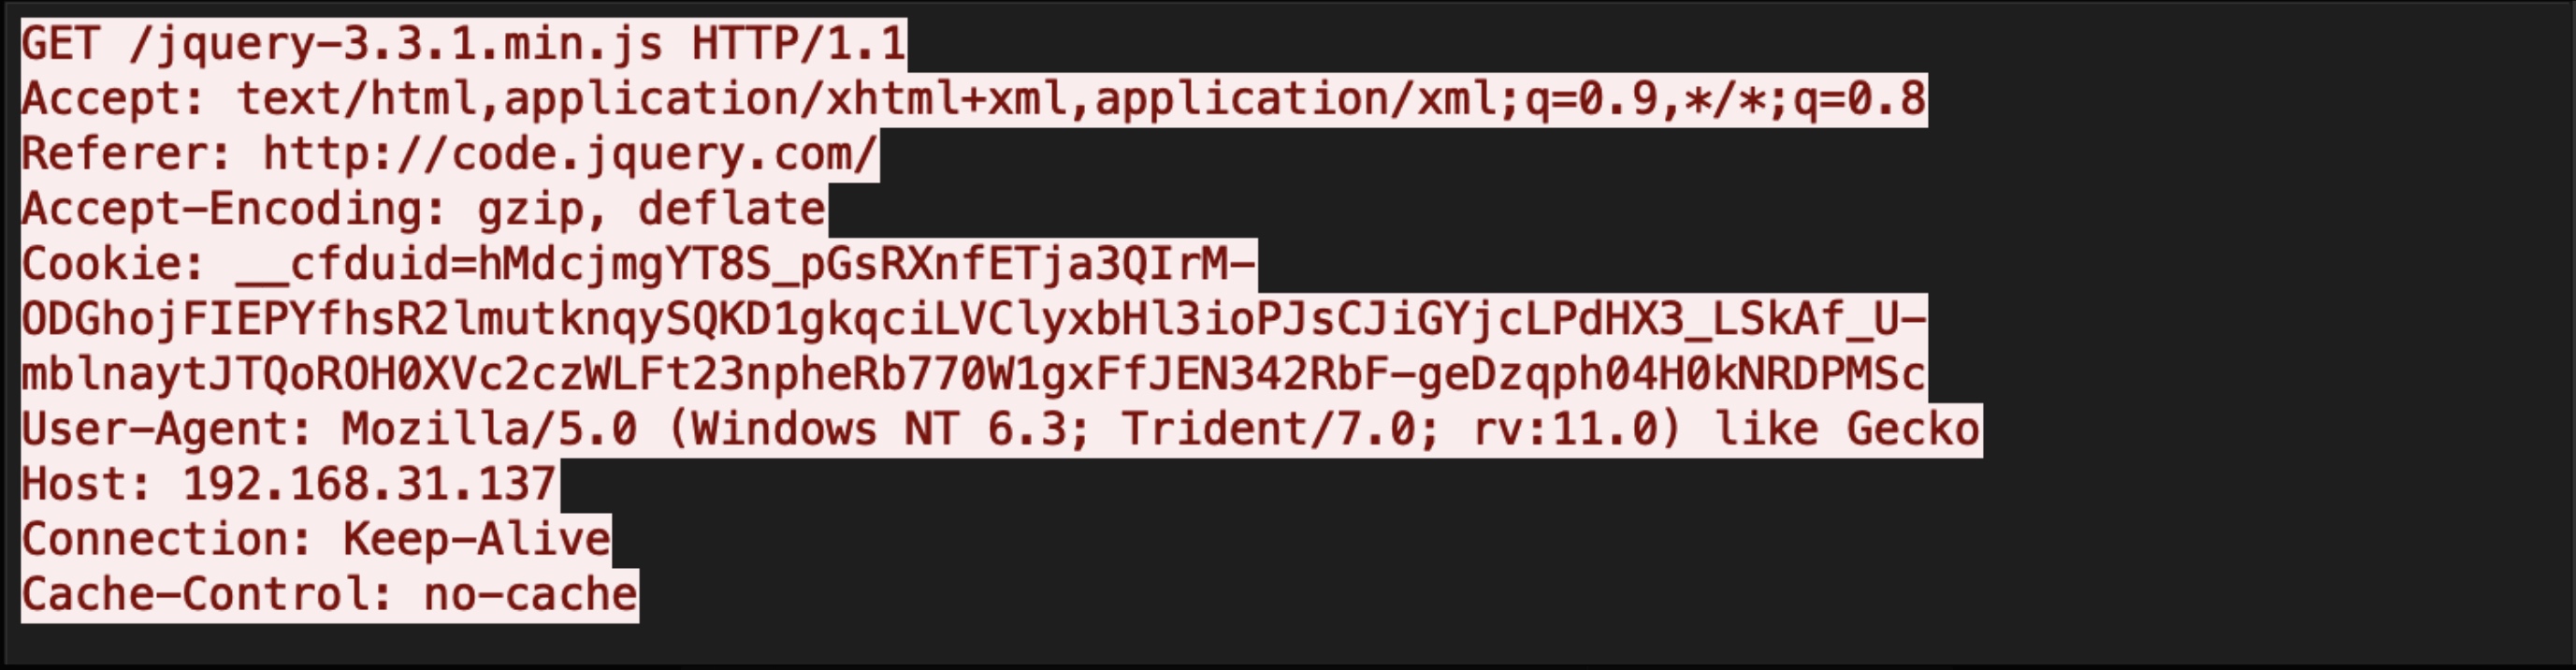 GET /jquery-3.3.1.min.js HTTP/1.1
Accept: text/html,application/xhtml+xml,application/xml;q=0.9,*/*;q=0.8
Referer: http://code.jquery.com/
Accept-Encoding: gzip, deflate
Cookie: __cfduid=hMdcjmgYT8S_pGsRXnfETja3QIrM-
ODGhojFIEPYfhsR2lmutknqySQKD1gkqciLVClyxbHl3ioPJsCJiGYjcLPdHX3_LSkAf_U-
mblnaytJTQoROH0XVc2czWLFt23npheRb770W1gxFfJEN342RbF-geDzqph04H0kNRDPMSc
User-Agent: Mozilla/5.0 (Windows NT 6.3; Trident/7.0; rv:11.0) like Gecko
Host: 192.168.31.137
Connection: Keep-Alive
Cache-Control: no-cache